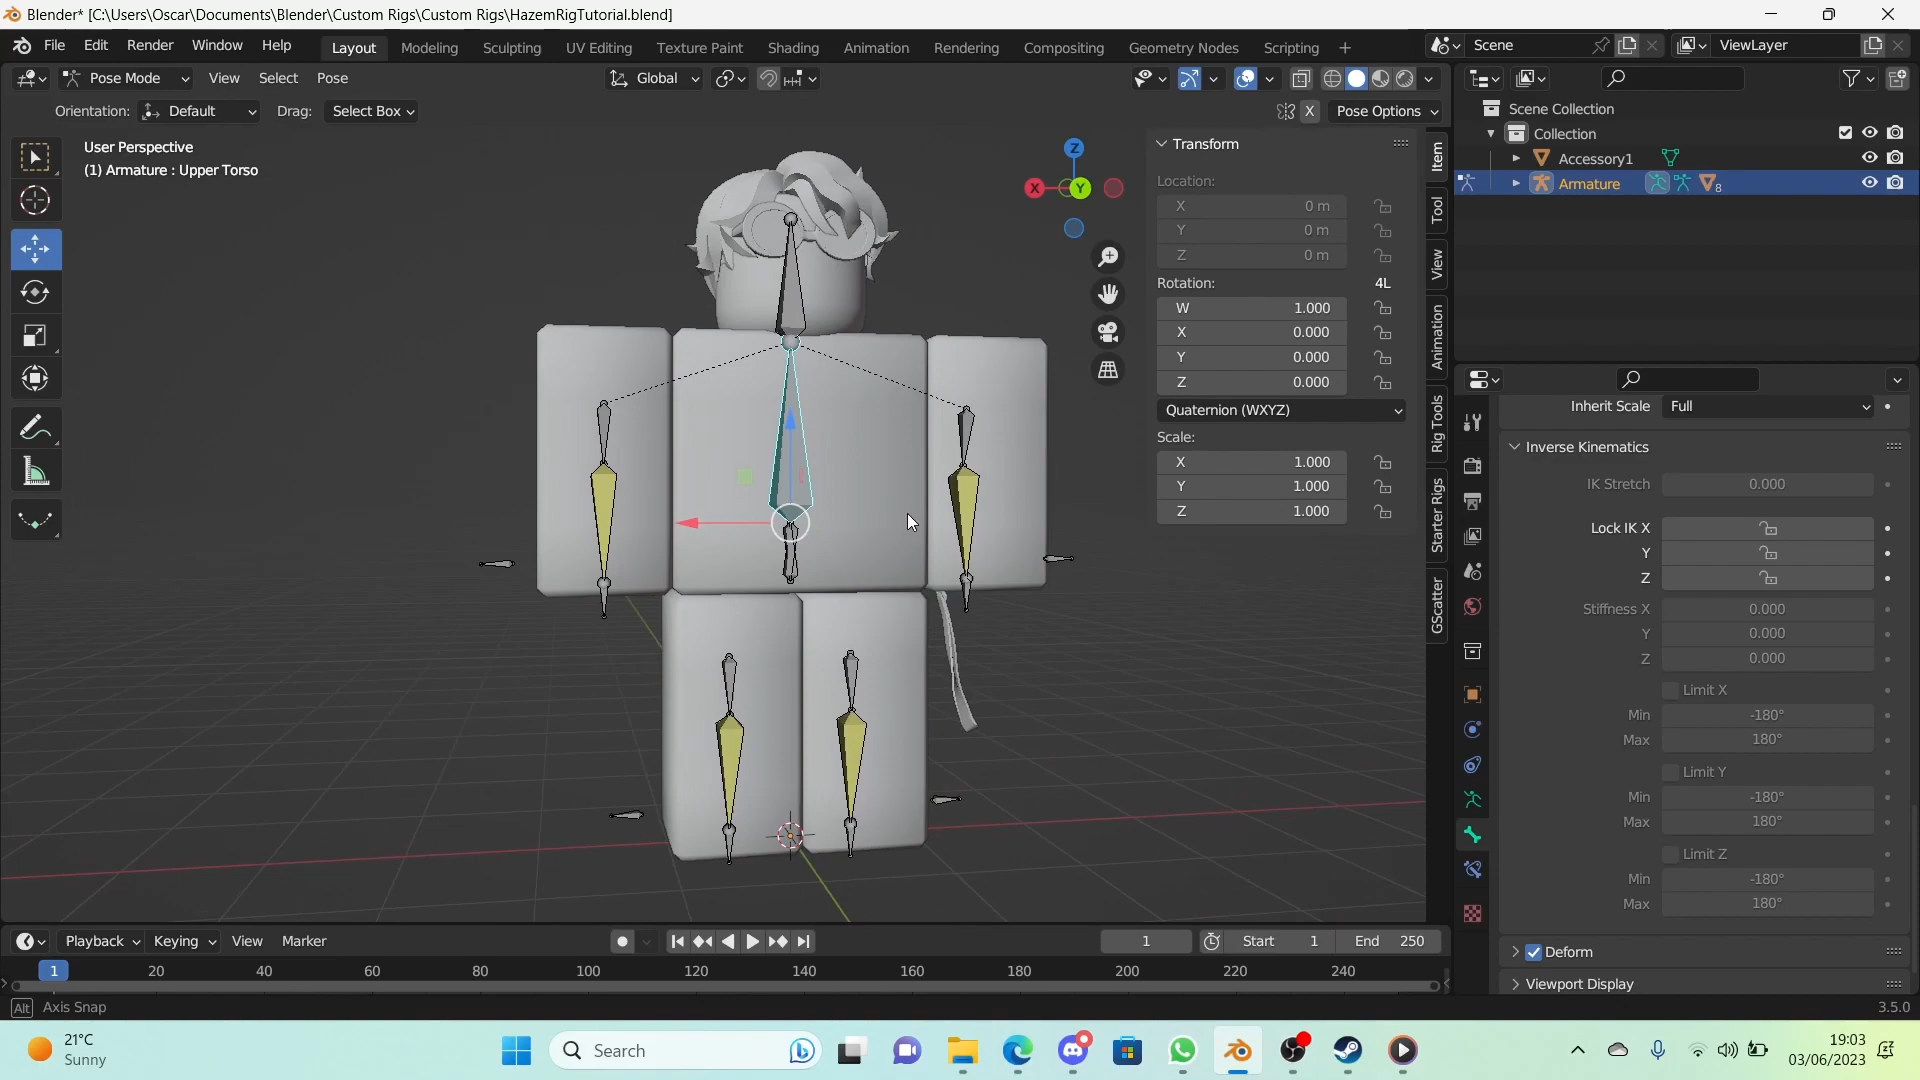 Blender* [C:\Users\Oscar\Documents\Blender\Custom Rigs\Custom Rigs\HazemRigTutorial.blend]
File Edit Render Window Help Layout Modeling Sculpting UV Editing Texture Paint Shading Animation Rendering Compositing Geometry Nodes Scripting + Scene ViewLayer
Pose Mode View Select Pose Global
Orientation: Default Drag: Select Box X Pose Options
User Perspective
(1) Armature : Upper Torso
Z
X Y
Transform
Location:
X 0 m
Y 0 m
Z 0 m
Rotation: 4L
W 1.000
X 0.000
Y 0.000
Z 0.000
Quaternion (WXYZ)
Scale:
X 1.000
Y 1.000
Z 1.000
Item
Tool
View
Animation
Rig Tools
Starter Rigs
GScatter
Scene Collection
Collection
Accessory1
Armature 8
Inherit Scale Full
Inverse Kinematics
IK Stretch 0.000
Lock IK X
Y
Z
Stiffness X 0.000
Y 0.000
Z 0.000
Limit X
Min -180°
Max 180°
Limit Y
Min -180°
Max 180°
Limit Z
Min -180°
Max 180°
Deform
Viewport Display
Playback Keying View Marker 1 Start 1 End 250
1 20 40 60 80 100 120 140 160 180 200 220 240
Alt Axis Snap 3.5.0
21°C
Sunny
Search
19:03
03/06/2023